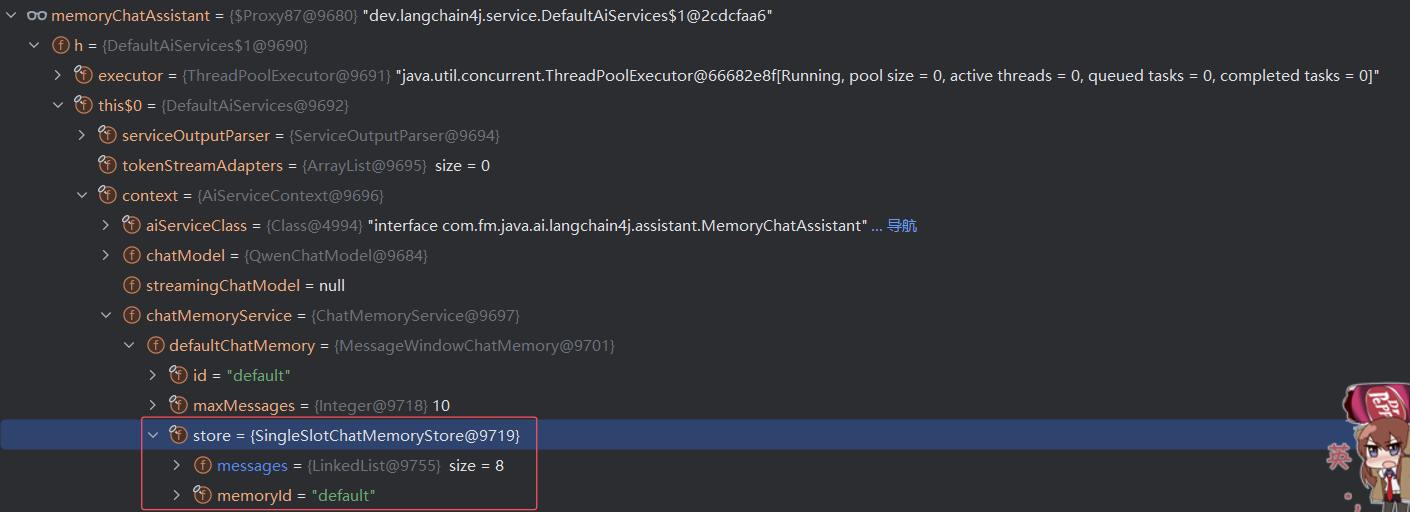 memoryChatAssistant = {$Proxy87@9680} "dev.langchain4j.service.DefaultAiServices$1@2cdcfaa6"
h = {DefaultAiServices$1@9690}
executor = {ThreadPoolExecutor@9691} "java.util.concurrent.ThreadPoolExecutor@66682e8f[Running, pool size = 0, active threads = 0, queued tasks = 0, completed tasks = 0]"
this$0 = {DefaultAiServices@9692}
serviceOutputParser = {ServiceOutputParser@9694}
tokenStreamAdapters = {ArrayList@9695} size = 0
context = {AiServiceContext@9696}
aiServiceClass = {Class@4994} "interface com.fm.java.ai.langchain4j.assistant.MemoryChatAssistant" ... 导航
chatModel = {QwenChatModel@9684}
streamingChatModel = null
chatMemoryService = {ChatMemoryService@9697}
defaultChatMemory = {MessageWindowChatMemory@9701}
id = "default"
maxMessages = {Integer@9718} 10
store = {SingleSlotChatMemoryStore@9719}
messages = {LinkedList@9755} size = 8
memoryId = "default"
Dr Pepper
英